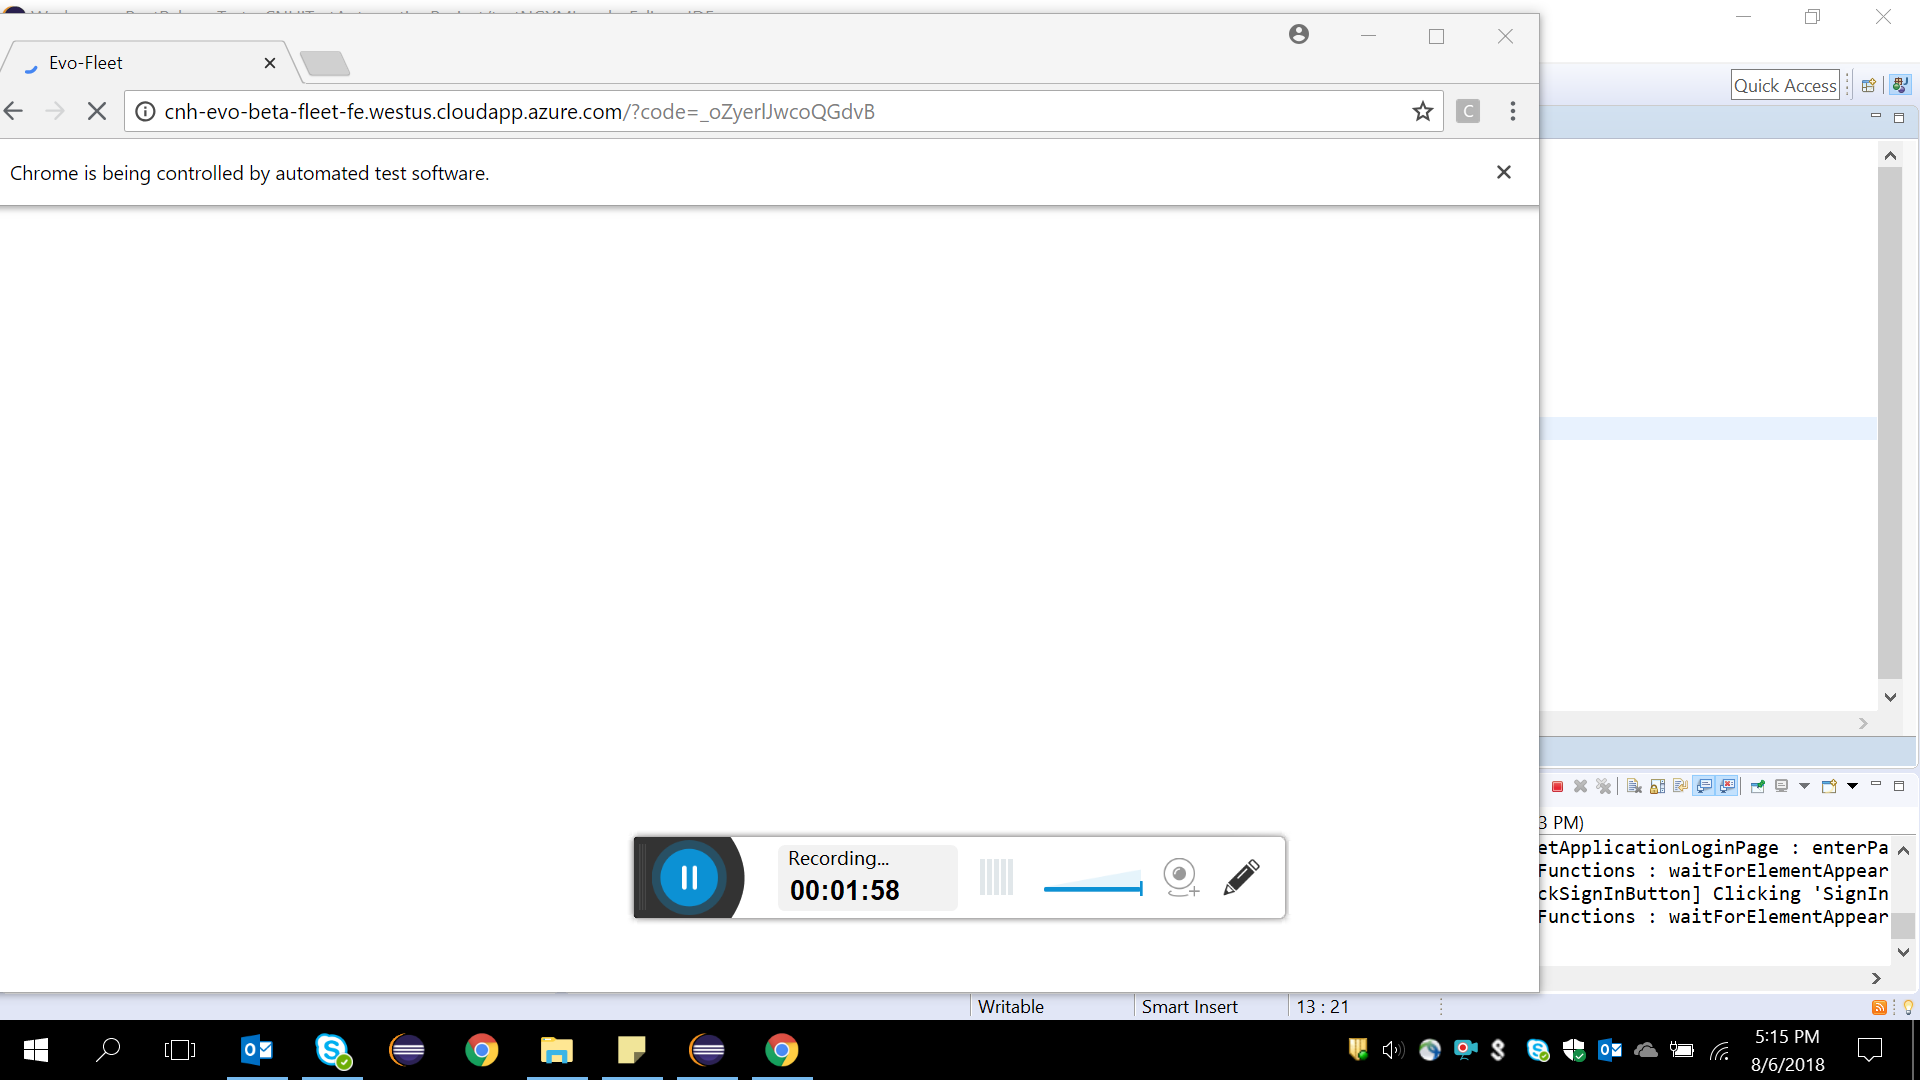 Evo-Fleet
Quick Access
cnh-evo-beta-fleet-fe.westus.cloudapp.azure.com/?code=_oZyerlJwcoQGdvB
C
Chrome is being controlled by automated test software.
3 PM)
etApplicationLoginPage : enterPa
Functions : waitForElementAppear
ckSignInButton] Clicking 'SignIn
Functions : waitForElementAppear
Recording...
00:01:58
Writable
Smart Insert
13 : 21
5:15 PM
8/6/2018